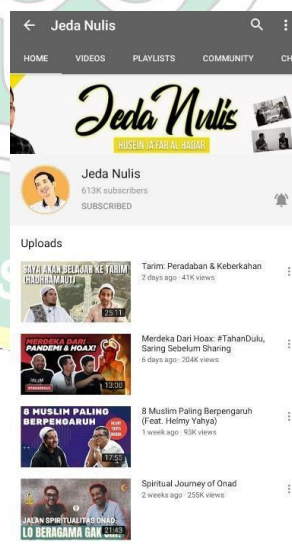 Jeda Nulis
HOME VIDEOS PLAYLISTS COMMUNITY CH
Jeda Nulis
HUSEIN JA'FAR AL HADAR
Jeda Nulis
613K subscribers
SUBSCRIBED
Uploads
SAYA AKAN BELAJAR KE TARIM
(HADHRAMAUT)
25:11
Tarim: Peradaban & Keberkahan
2 days ago · 41K views
MERDEKA DARI
PANDEMI & HOAX!
13:00
Merdeka Dari Hoax: #TahanDulu,
Saring Sebelum Sharing
6 days ago · 204K views
8 MUSLIM PALING
BERPENGARUH
17:55
8 Muslim Paling Berpengaruh
(Feat. Helmy Yahya)
1 week ago · 93K views
JALAN SPIRITUALITAS ONAD:
LO BERAGAMA GAK
21:43
Spiritual Journey of Onad
2 weeks ago · 255K views